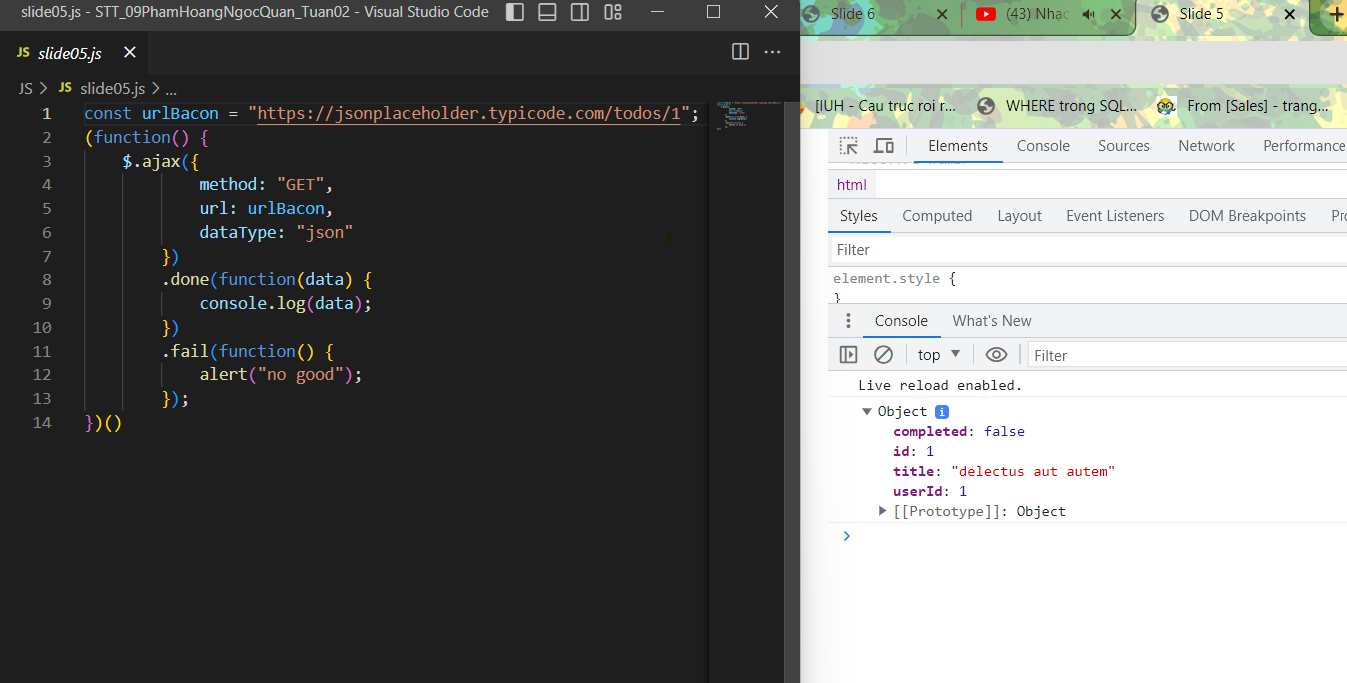 slide05.js - STT_09PhamHoangNgocQuan_Tuan02 - Visual Studio Code
JS slide05.js
JS > JS slide05.js > ...
1 const urlBacon = "https://jsonplaceholder.typicode.com/todos/1";
2 (function() {
3 $.ajax({
4 method: "GET",
5 url: urlBacon,
6 dataType: "json"
7 })
8 .done(function(data) {
9 console.log(data);
10 })
11 .fail(function() {
12 alert("no good");
13 });
14 })()
Slide 6 (43) Nhạc Slide 5
[IUH - Cau truc roi r... WHERE trong SQL... From [Sales] - trang...
Elements Console Sources Network Performance
html
Styles Computed Layout Event Listeners DOM Breakpoints
Filter
element.style {
}
Console What's New
top Filter
Live reload enabled.
Object i
completed: false
id: 1
title: "delectus aut autem"
userId: 1
[[Prototype]]: Object